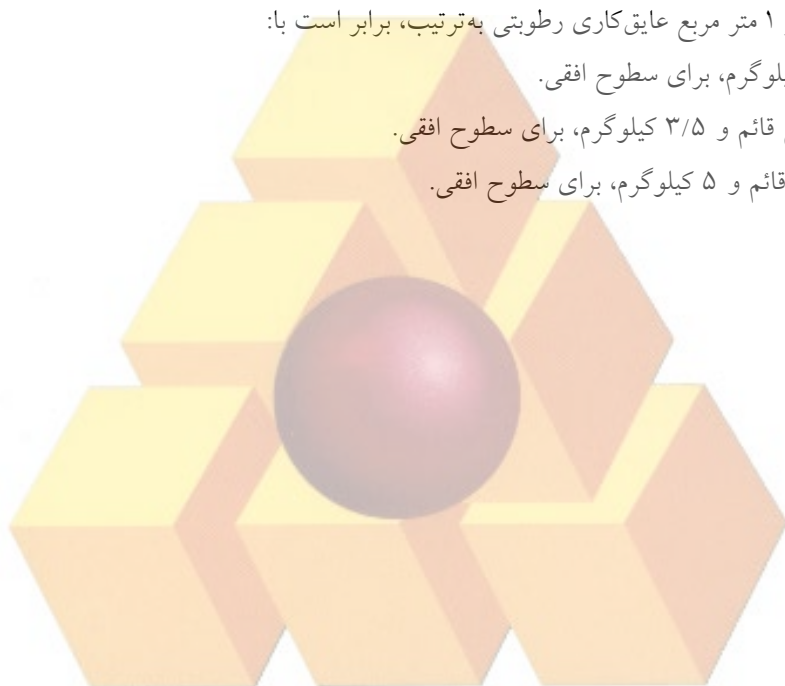 ۱ متر مربع عایق‌کاری رطوبتی به‌ترتیب، برابر است با:
برای سطوح افقی.
قائم و ۳/۵ کیلوگرم، برای سطوح افقی.
قائم و ۵ کیلوگرم، برای سطوح افقی.